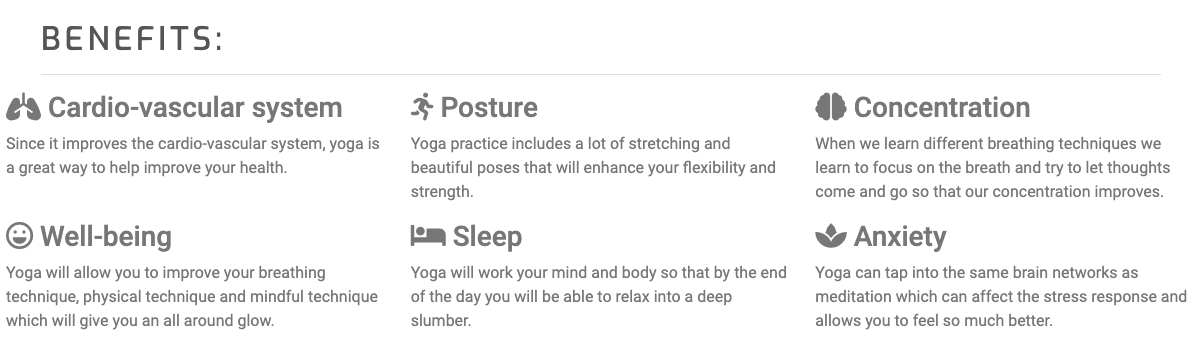 BENEFITS:
Cardio-vascular system
Since it improves the cardio-vascular system, yoga is
a great way to help improve your health.
Posture
Yoga practice includes a lot of stretching and
beautiful poses that will enhance your flexibility and
strength.
Concentration
When we learn different breathing techniques we
learn to focus on the breath and try to let thoughts
come and go so that our concentration improves.
Well-being
Yoga will allow you to improve your breathing
technique, physical technique and mindful technique
which will give you an all around glow.
Sleep
Yoga will work your mind and body so that by the end
of the day you will be able to relax into a deep
slumber.
Anxiety
Yoga can tap into the same brain networks as
meditation which can affect the stress response and
allows you to feel so much better.